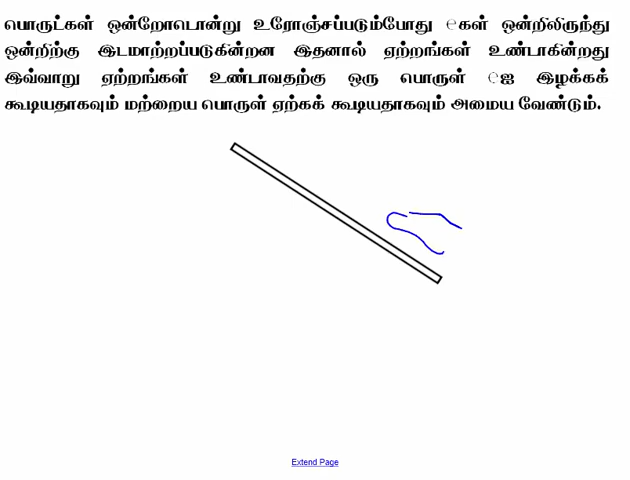 பொருட்கள் ஒன்றோடொன்று உரோஞ்சப்படும்போது eகள் ஒன்றிலிருந்து
ஒன்றிற்கு இடமாற்றப்படுகின்றன இதனால் ஏற்றங்கள் உண்டாகின்றது
இவ்வாறு ஏற்றங்கள் உண்டாவதற்கு ஒரு பொருள் eஐ இழக்கக்
கூடியதாகவும் மற்றைய பொருள் ஏற்கக் கூடியதாகவும் அமைய வேண்டும்.
Extend Page